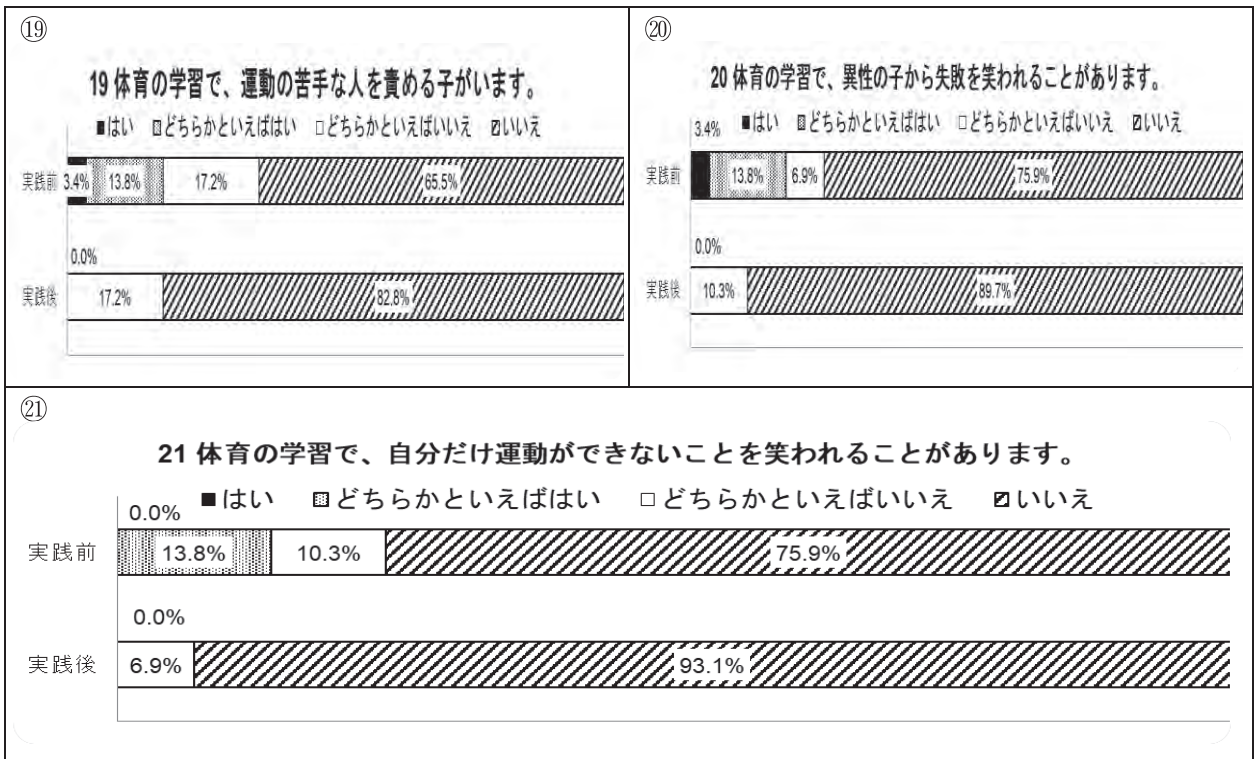 ⑲
19 体育の学習で、運動の苦手な人を責める子がいます。
■はい ▩どちらかといえばはい □どちらかといえばいいえ ▨いいえ
実践前 3.4% 13.8% 17.2% 65.5%
0.0%
実践後 17.2% 82.8%
⑳
20 体育の学習で、異性の子から失敗を笑われることがあります。
3.4% ■はい ▩どちらかといえばはい □どちらかといえばいいえ ▨いいえ
実践前 13.8% 6.9% 75.9%
0.0%
実践後 10.3% 89.7%
㉑
21 体育の学習で、自分だけ運動ができないことを笑われることがあります。
0.0% ■はい ▩どちらかといえばはい □どちらかといえばいいえ ▨いいえ
実践前 13.8% 10.3% 75.9%
0.0%
実践後 6.9% 93.1%